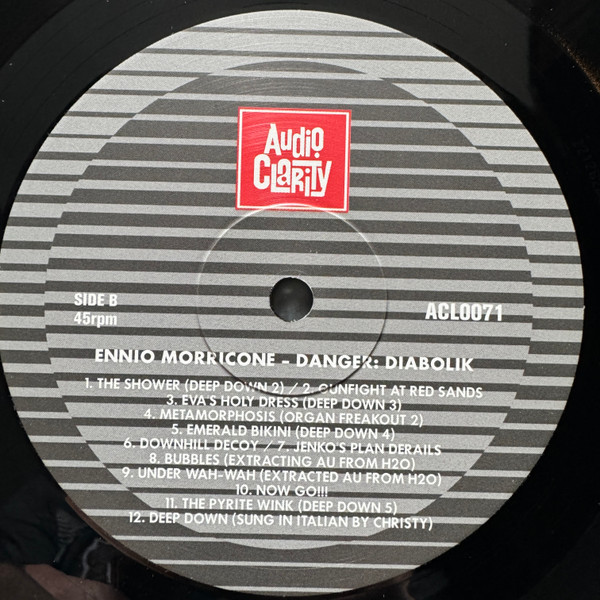 Audio
Clarity
SIDE B
45rpm
ACL0071
ENNIO MORRICONE - DANGER: DIABOLIK
1. THE SHOWER (DEEP DOWN 2) / 2. GUNFIGHT AT RED SANDS
3. EVA'S HOLY DRESS (DEEP DOWN 3)
4. METAMORPHOSIS (ORGAN FREAKOUT 2)
5. EMERALD BIKINI (DEEP DOWN 4)
6. DOWNHILL DECOY / 7. JENKO'S PLAN DERAILS
8. BUBBLES (EXTRACTING AU FROM H2O)
9. UNDER WAH-WAH (EXTRACTED AU FROM H2O)
10. NOW GO!!!
11. THE PYRITE WINK (DEEP DOWN 5)
12. DEEP DOWN (SUNG IN ITALIAN BY CHRISTY)